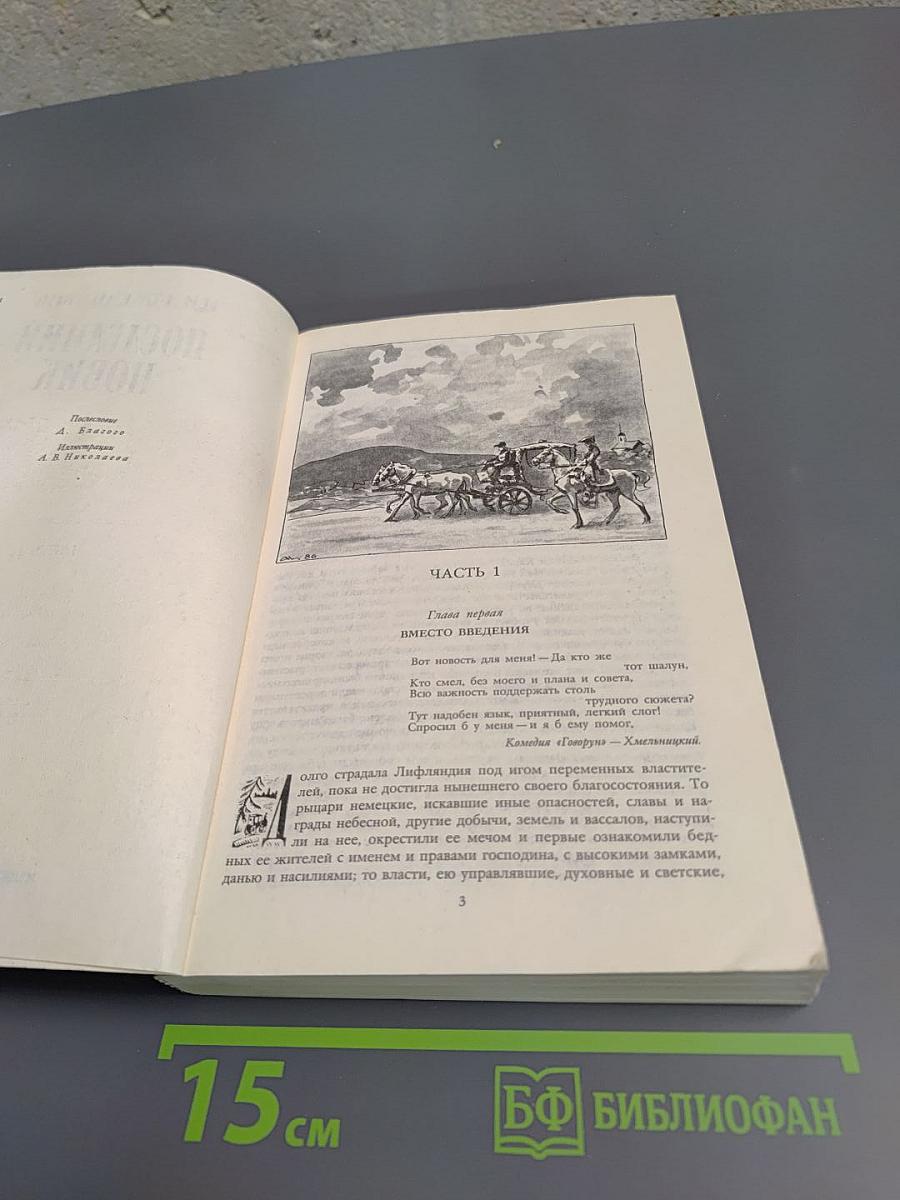 Послесловие
Д. Благого
Иллюстрации
А. В. Николаева
ЧАСТЬ 1
Глава первая
ВМЕСТО ВВЕДЕНИЯ
Вот новость для меня! — Да кто же
тот шалун,
Кто смел, без моего и плана и совета,
Всю важность поддержать столь
трудного сюжета?
Тут надобен язык, приятный, легкий слог!
Спросил б у меня — и я б ему помог.
Комедия «Говорун» — Хмельницкий.
Долго страдала Лифляндия под игом переменных властите-
лей, пока не достигла нынешнего своего благосостояния. То
рыцари немецкие, искавшие иные опасностей, славы и на-
грады небесной, другие добычи, земель и вассалов, наступи-
ли на нее, окрестили ее мечом и первые ознакомили бед-
ных ее жителей с именем и правами господина, с высокими замками,
данью и насилиями; то власти, ею управлявшие, духовные и светские,
3
15 см
БФ БИБЛИОФАН